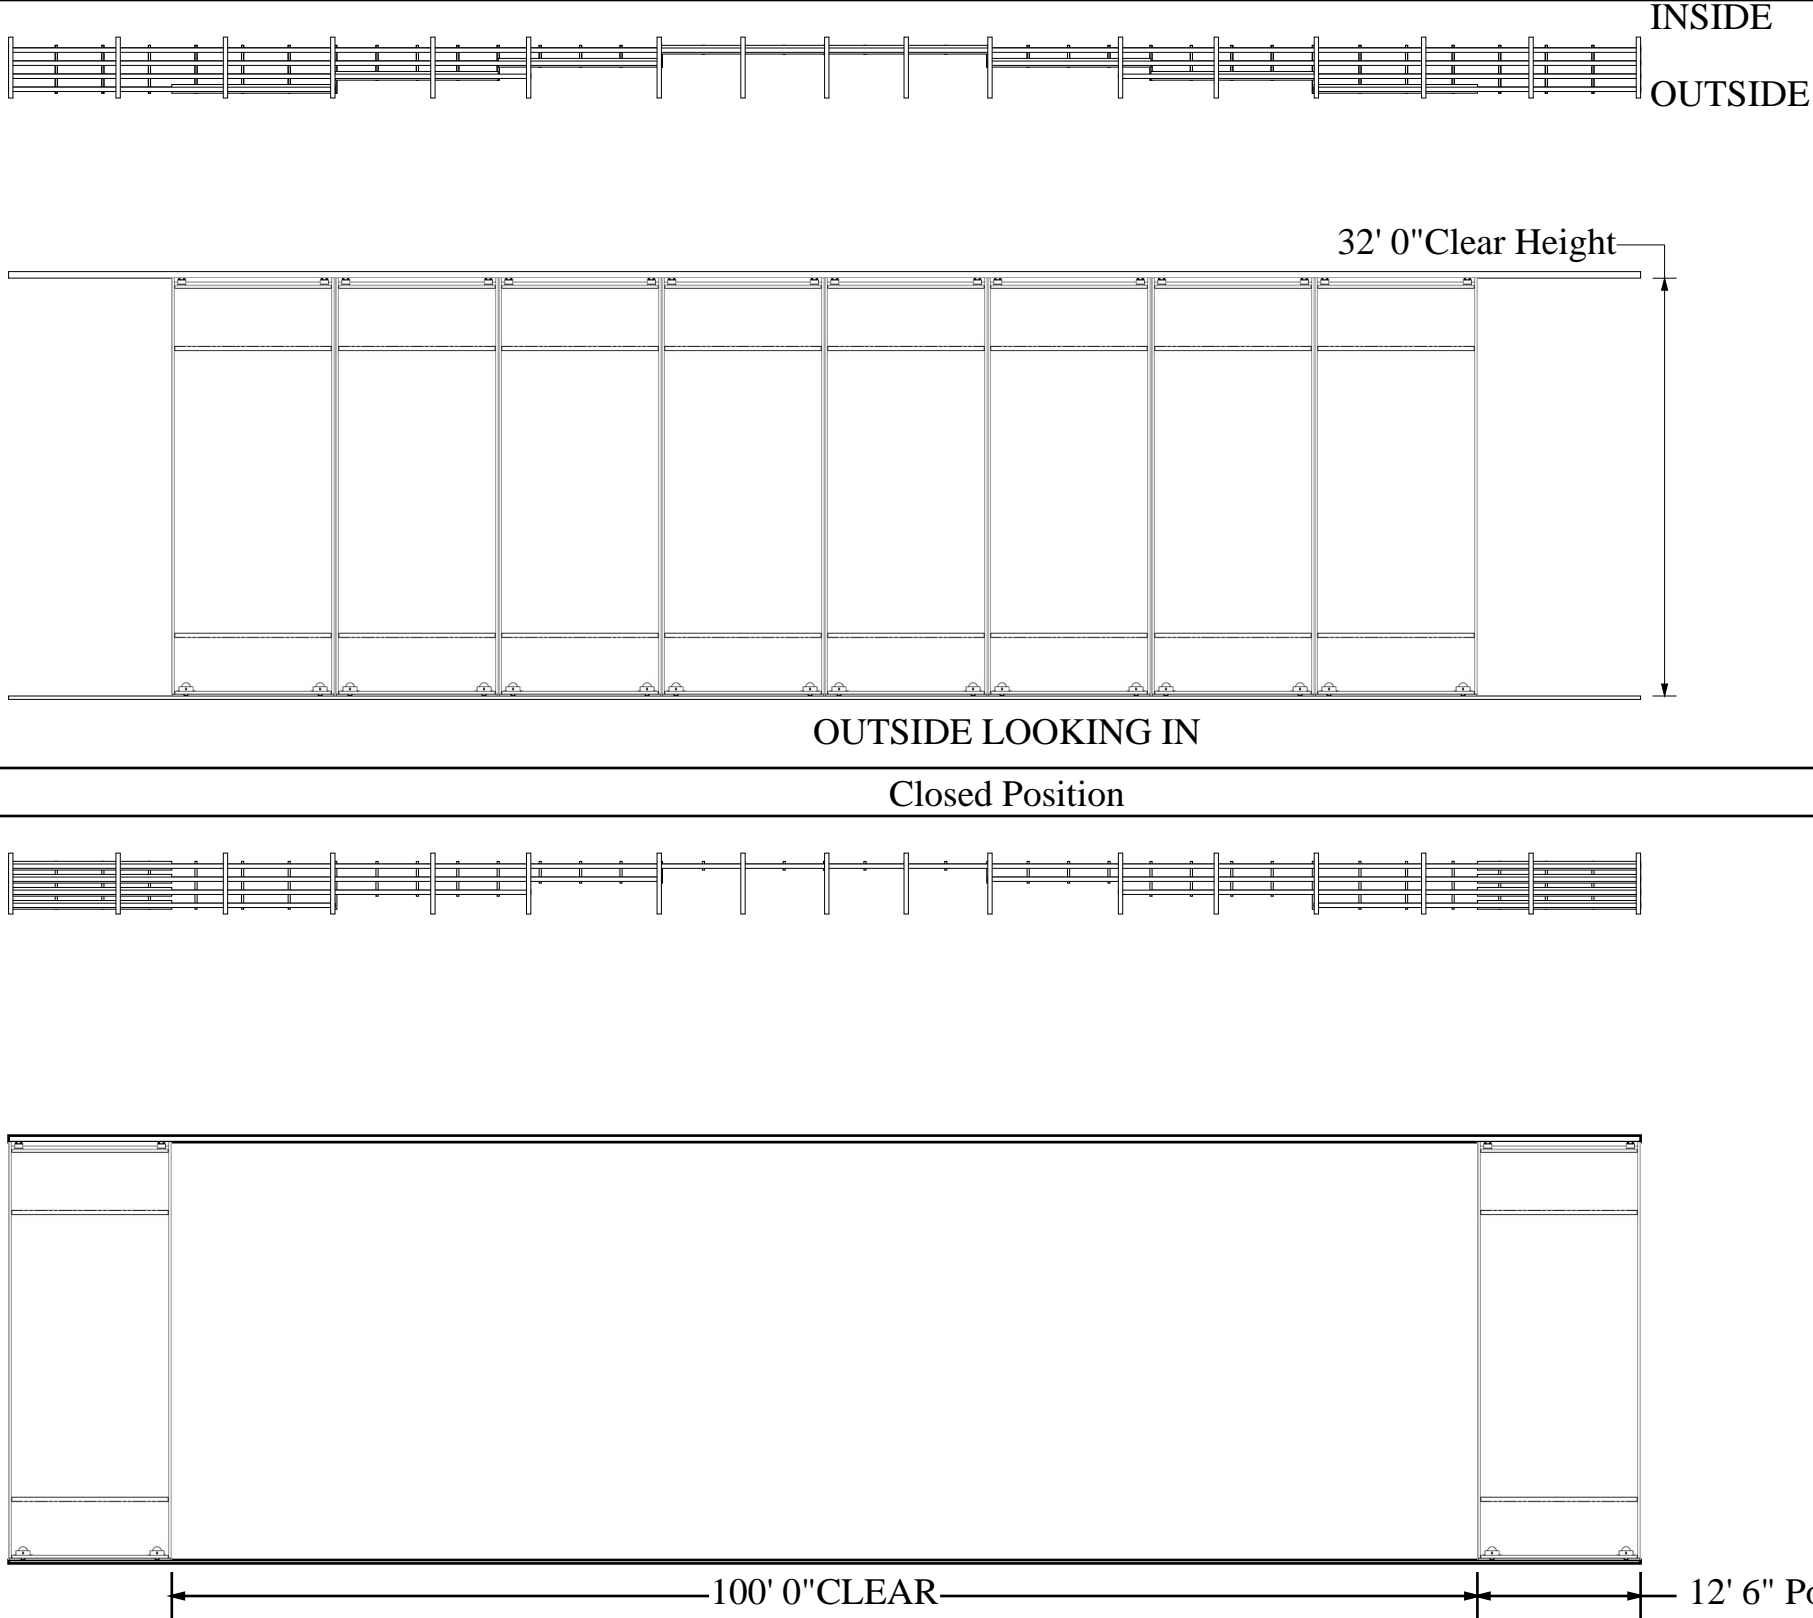 INSIDE
OUTSIDE
32' 0"Clear Height
OUTSIDE LOOKING IN
Closed Position
100' 0"CLEAR
12' 6"